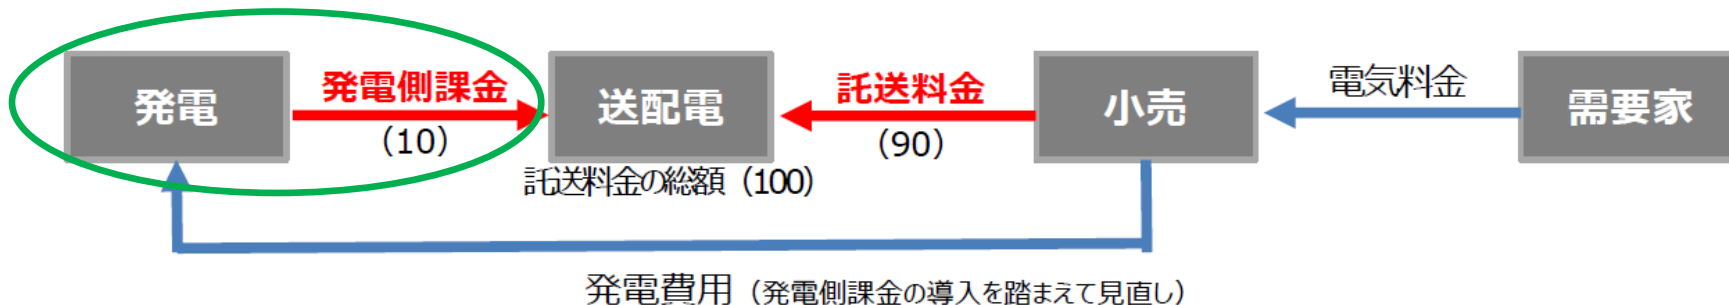 発電
発電側課金
（10）
送配電
託送料金の総額（100）
託送料金
（90）
小売
電気料金
需要家
発電費用（発電側課金の導入を踏まえて見直し）